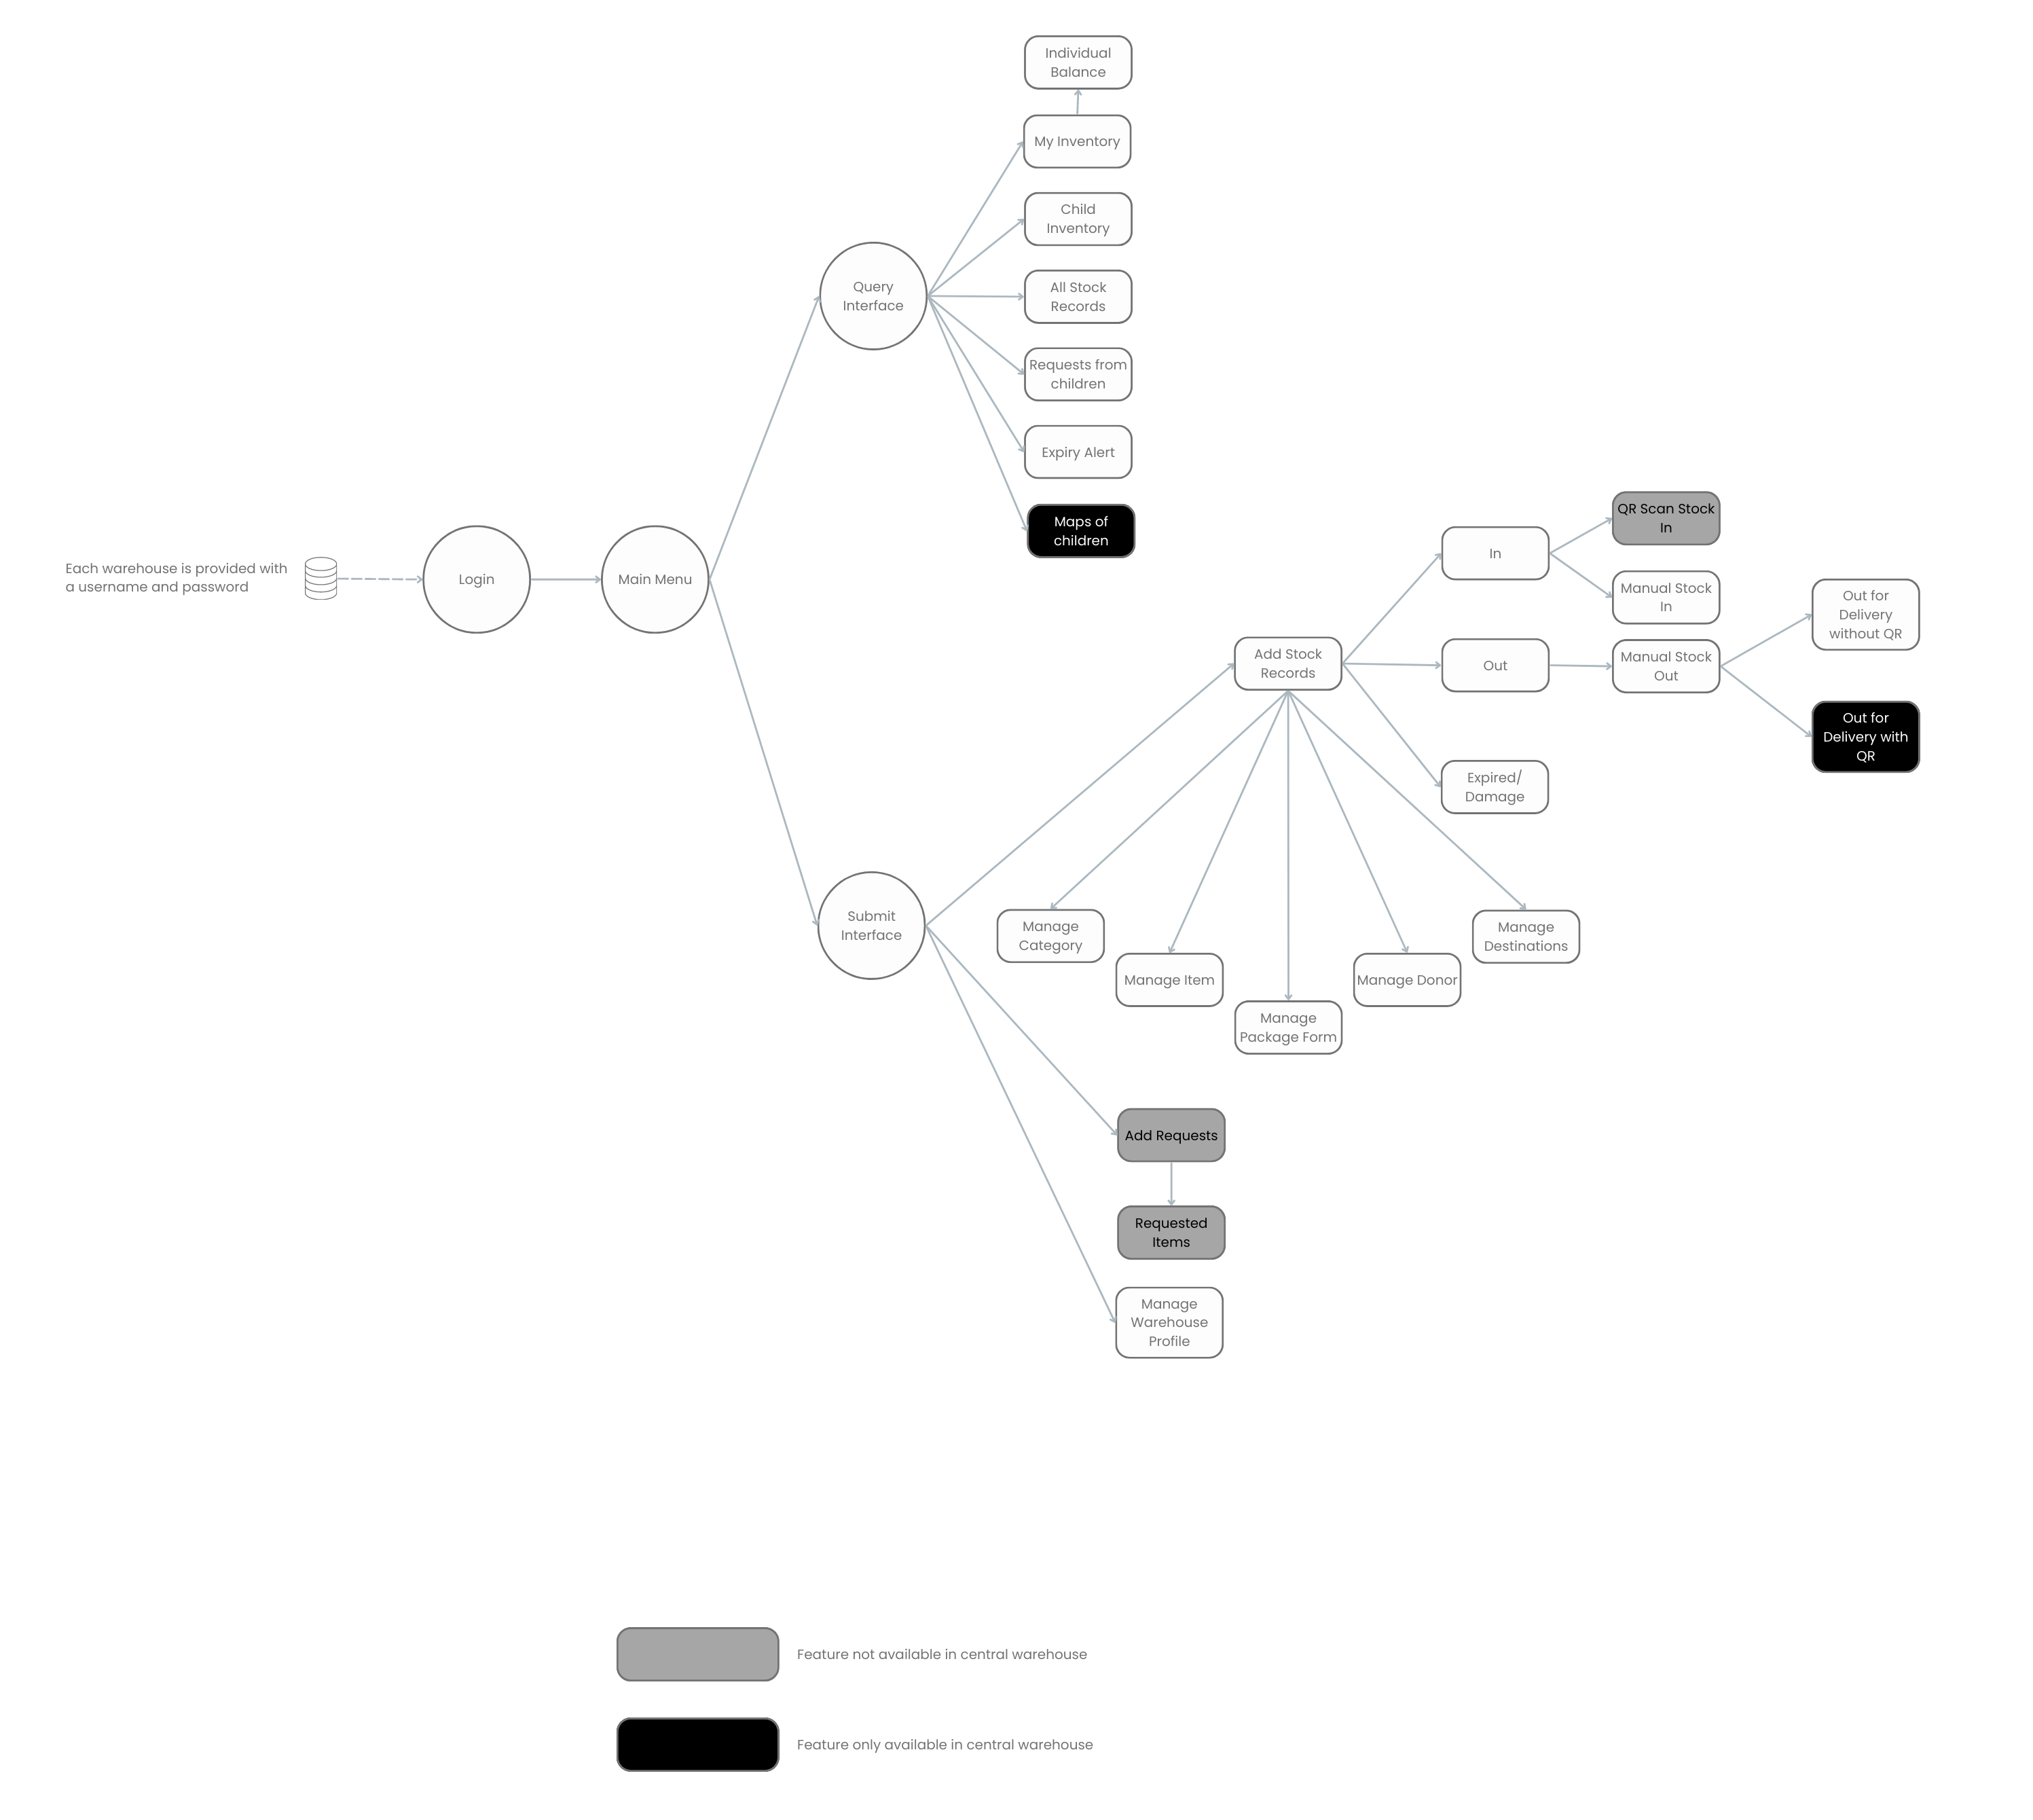 Individual
Balance
My Inventory
Child
Inventory
All Stock
Records
Requests from
children
Expiry Alert
Maps of
children
Query
Interface
Each warehouse is provided with
a username and password
Login
Main Menu
Submit
Interface
Add Stock
Records
In
QR Scan Stock
In
Manual Stock
In
Out
Manual Stock
Out
Out for
Delivery
without QR
Out for
Delivery with
QR
Expired/
Damage
Manage
Category
Manage Item
Manage
Package Form
Manage Donor
Manage
Destinations
Add Requests
Requested
Items
Manage
Warehouse
Profile
Feature not available in central warehouse
Feature only available in central warehouse